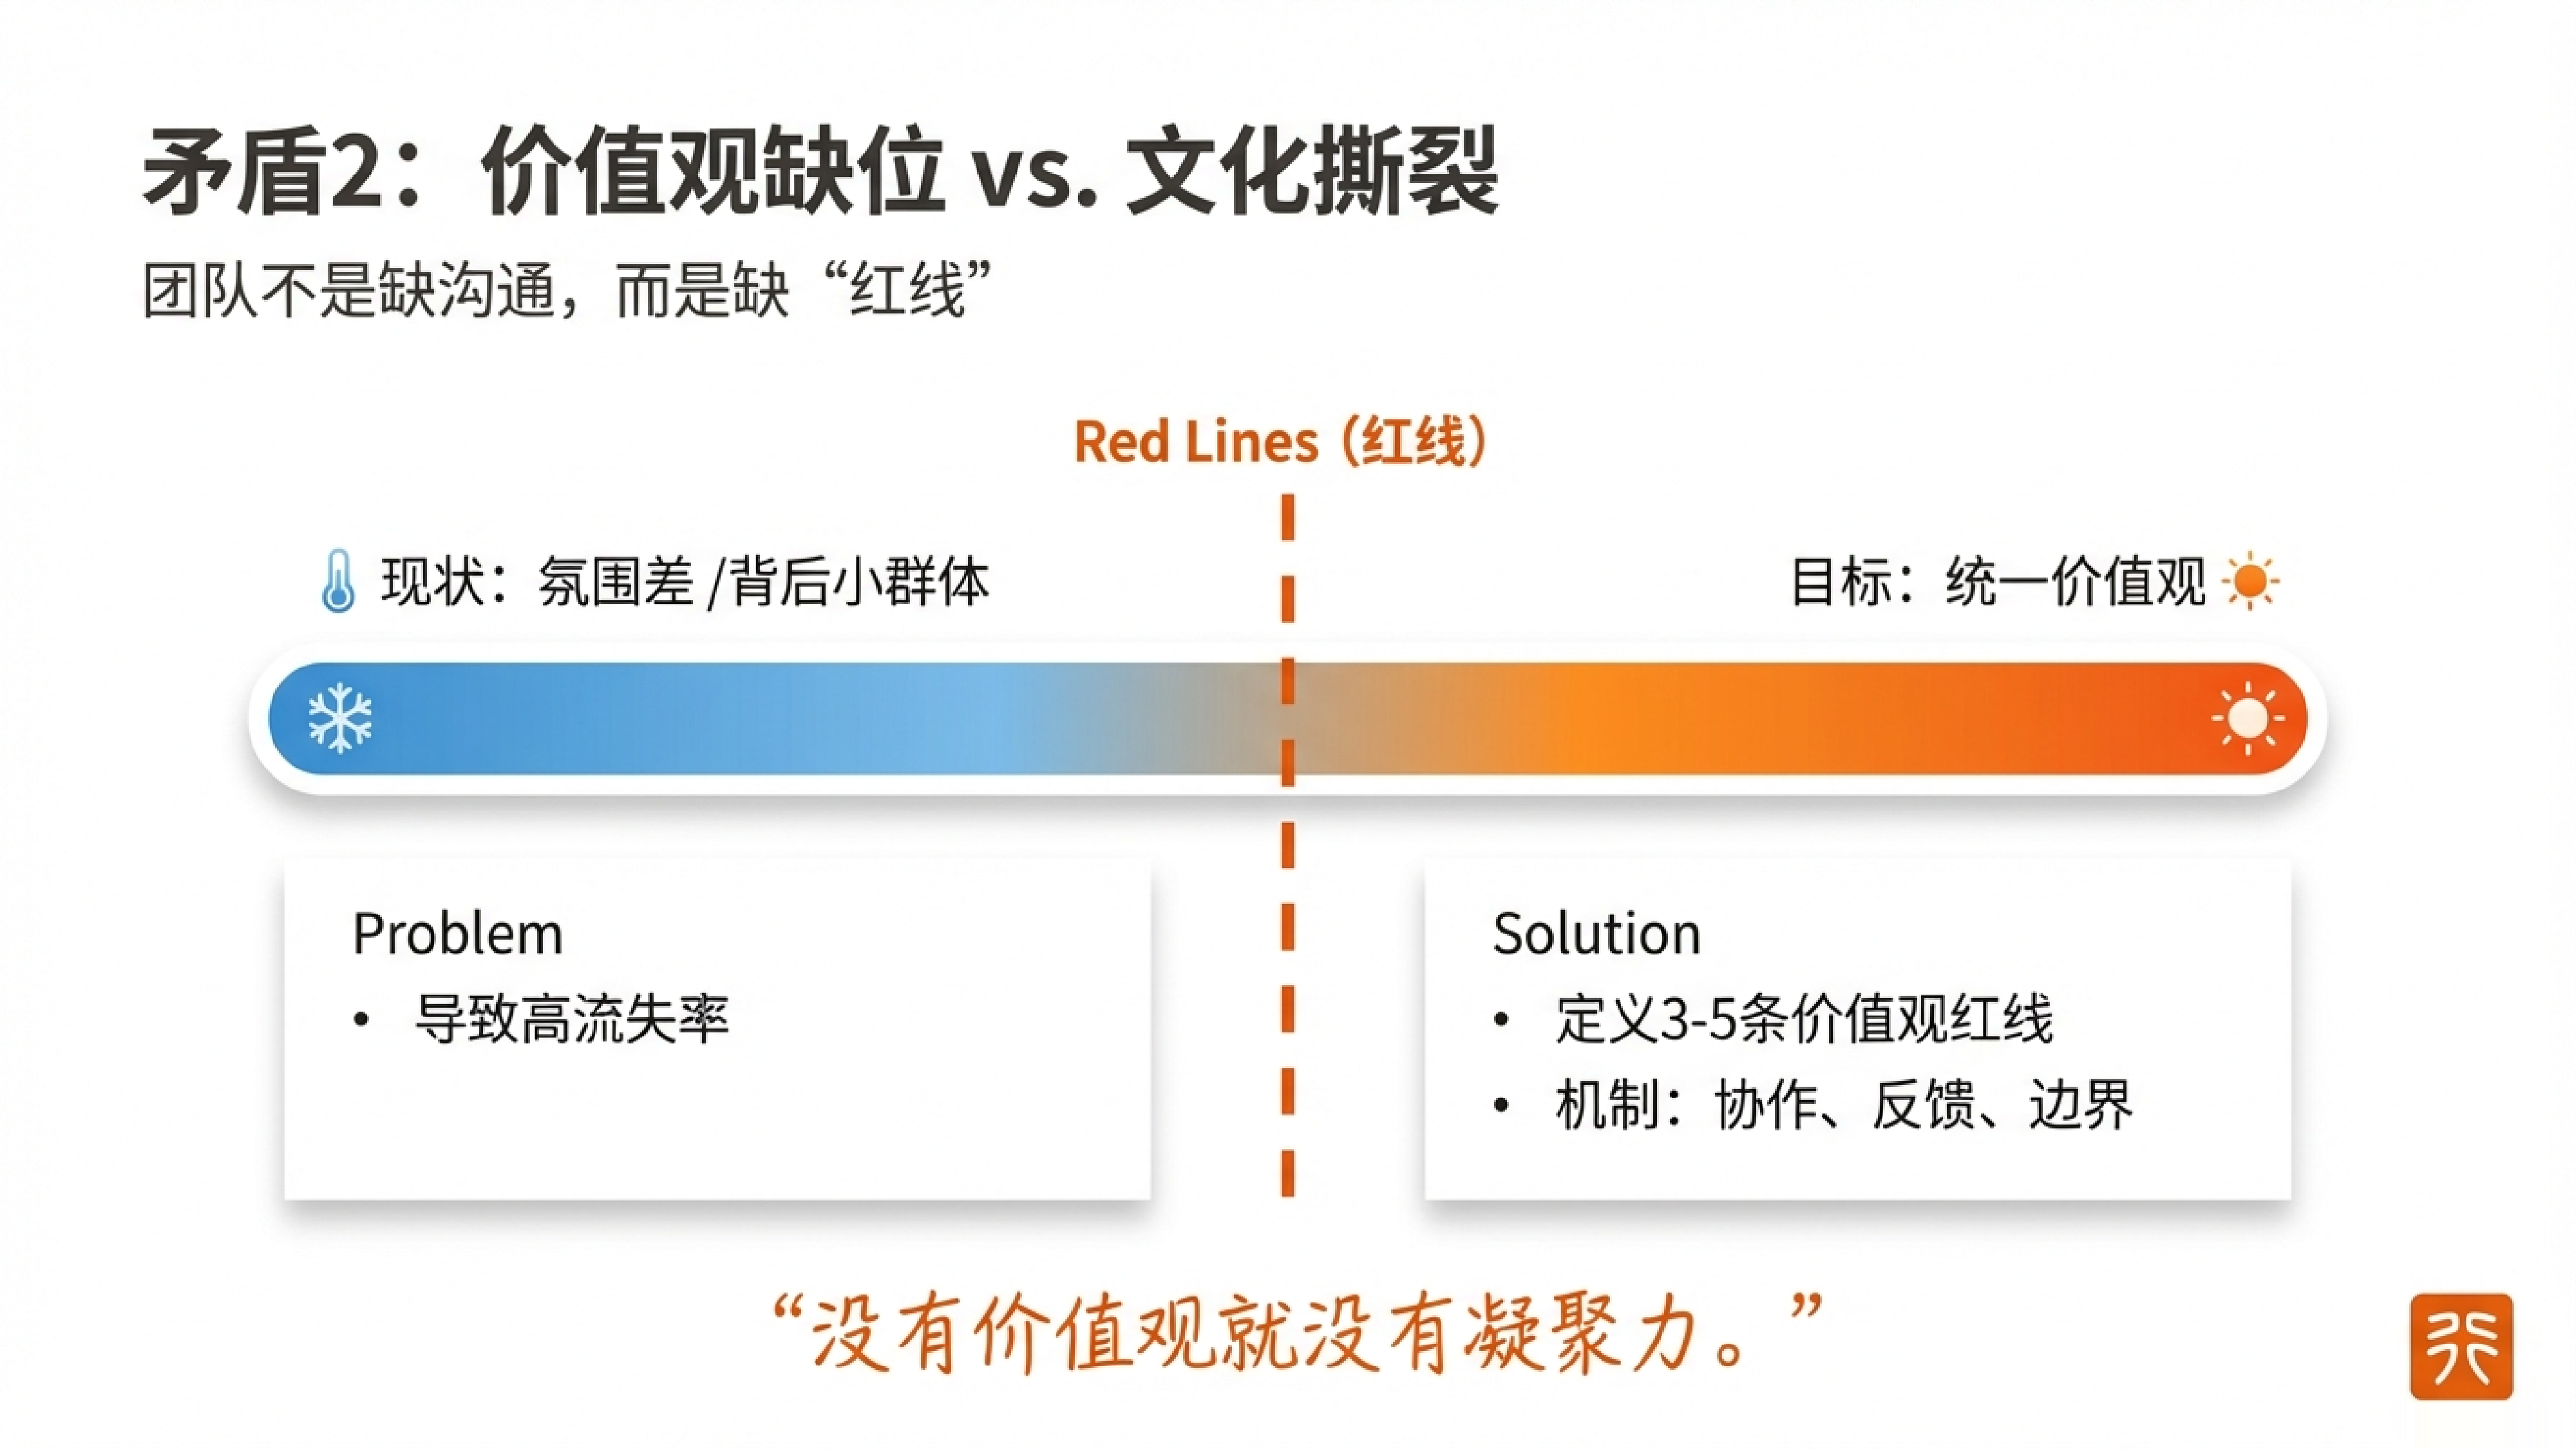 矛盾2：价值观缺位 vs. 文化撕裂
团队不是缺沟通，而是缺“红线”
Red Lines（红线）
现状：氛围差 /背后小群体
目标：统一价值观
Problem
• 导致高流失率
Solution
• 定义3-5条价值观红线
• 机制：协作、反馈、边界
“没有价值观就没有凝聚力。”
行